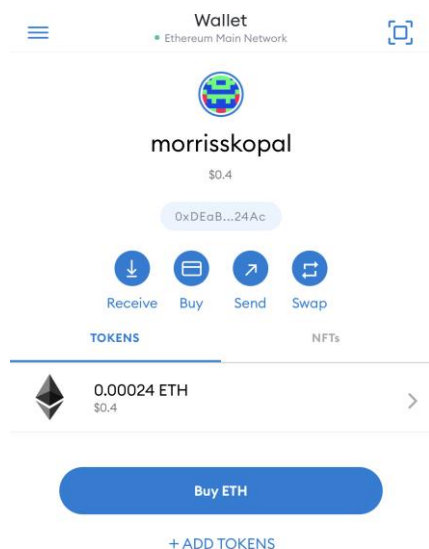 Wallet
Ethereum Main Network
morrisskopal
$0.4
0xDEaB...24Ac
Receive Buy Send Swap
TOKENS NFTs
0.00024 ETH
$0.4
Buy ETH
+ ADD TOKENS